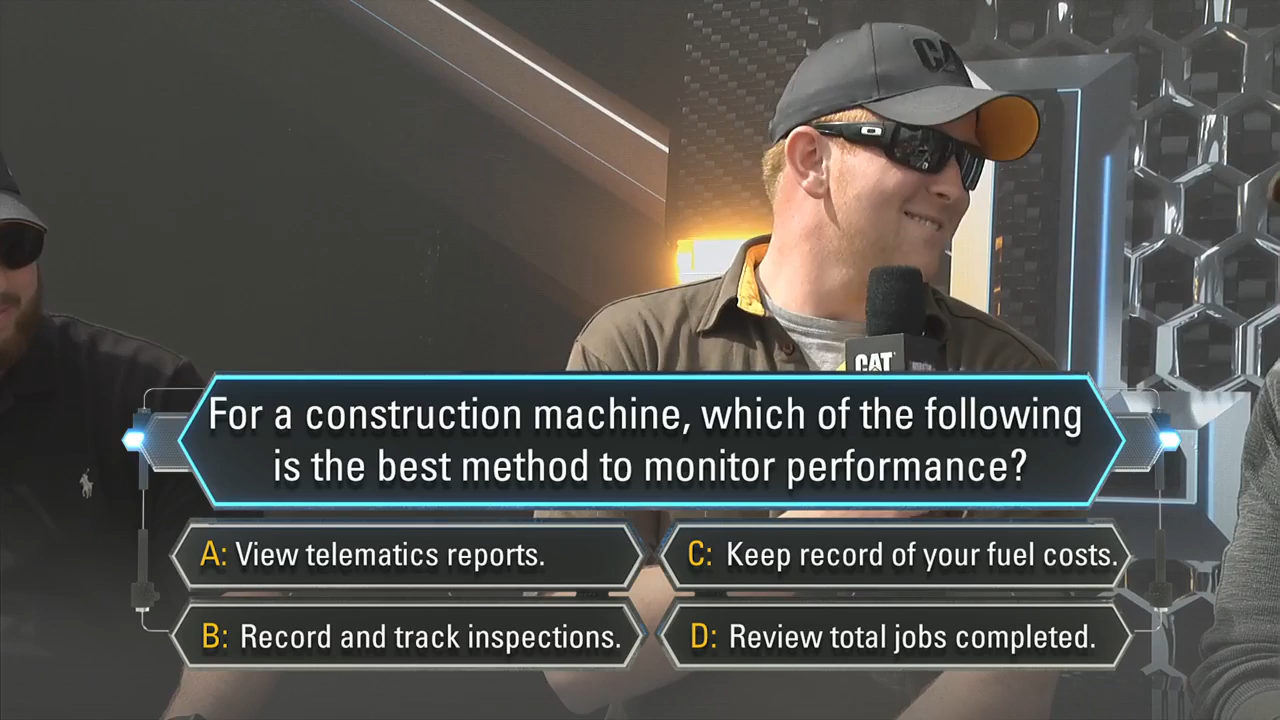 CAT
CAT
For a construction machine, which of the following
is the best method to monitor performance?
A: View telematics reports.
C: Keep record of your fuel costs.
B: Record and track inspections.
D: Review total jobs completed.